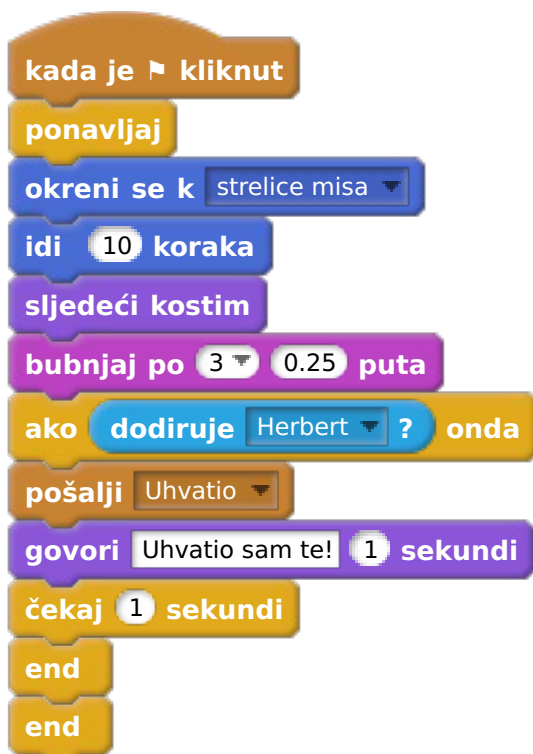 kada je ⚑ kliknut
ponavljaj
okreni se k strelice misa
idi 10 koraka
sljedeći kostim
bubnjaj po 3 0.25 puta
ako dodiruje Herbert ? onda
pošalji Uhvatio
govori Uhvatio sam te! 1 sekundi
čekaj 1 sekundi
end
end